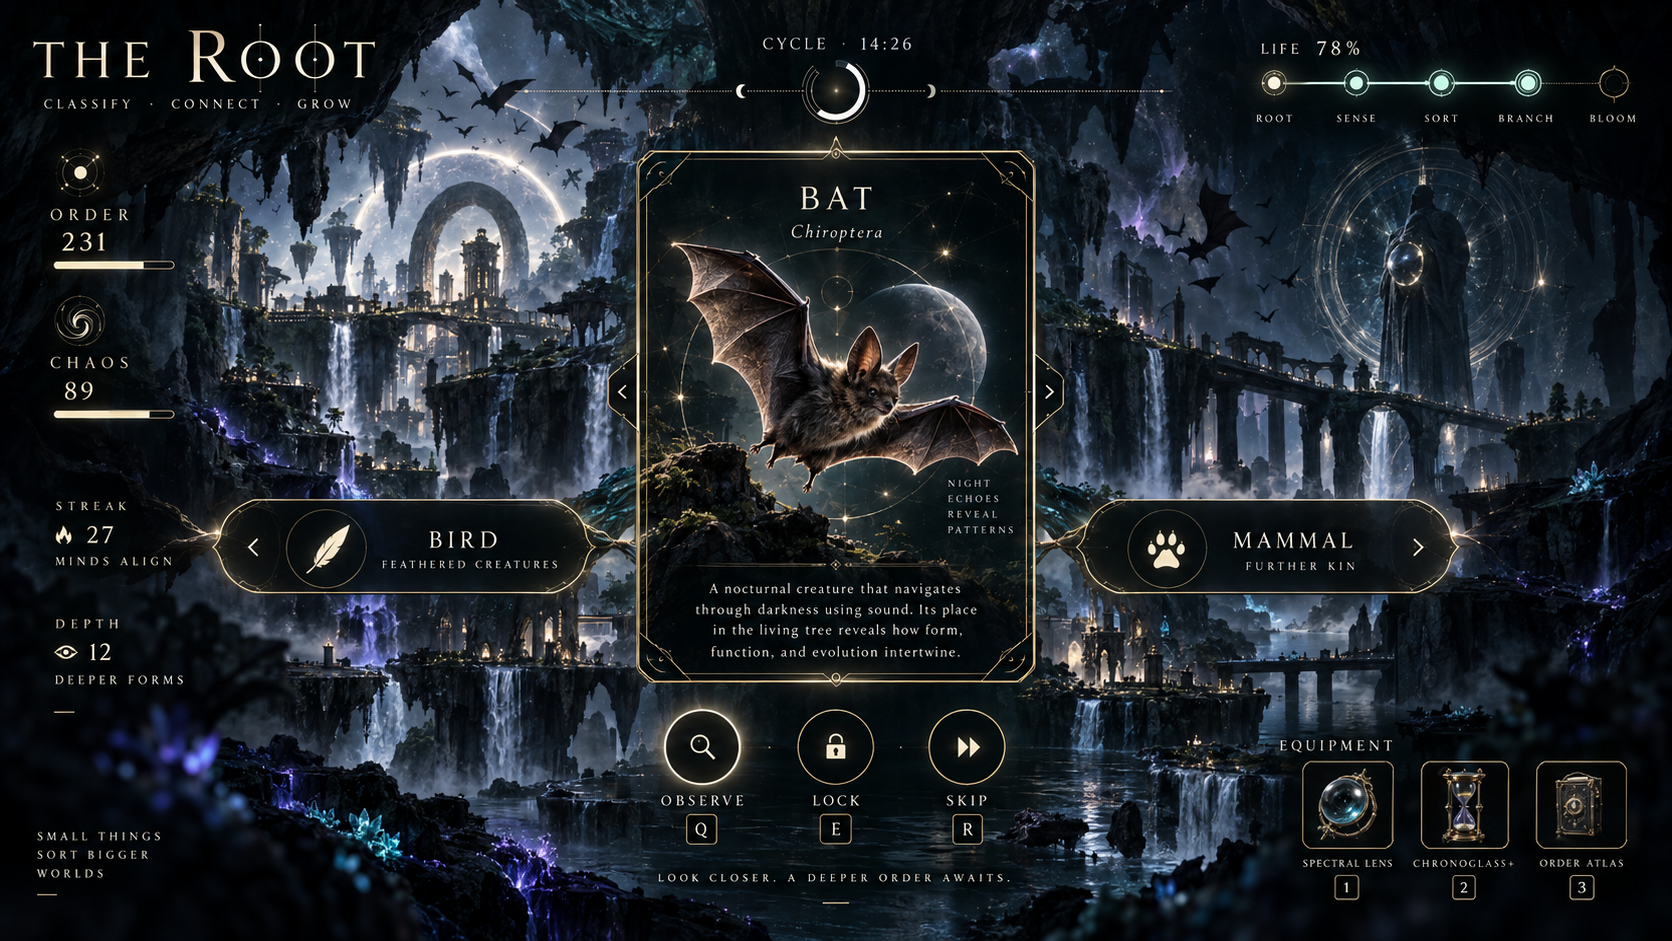 THE ROOT
CLASSIFY · CONNECT · GROW
CYCLE · 14:26
LIFE 78%
ROOT SENSE SORT BRANCH BLOOM
ORDER
231
CHAOS
89
STREAK
27
MINDS ALIGN
DEPTH
12
DEEPER FORMS
SMALL THINGS
SORT BIGGER
WORLDS
BIRD
FEATHERED CREATURES
BAT
Chiroptera
NIGHT
ECHOES
REVEAL
PATTERNS
A nocturnal creature that navigates
through darkness using sound. Its place
in the living tree reveals how form,
function, and evolution intertwine.
MAMMAL
FURTHER KIN
OBSERVE LOCK SKIP
Q E R
LOOK CLOSER. A DEEPER ORDER AWAITS.
EQUIPMENT
SPECTRAL LENS CHRONOGLASS+ ORDER ATLAS
1 2 3